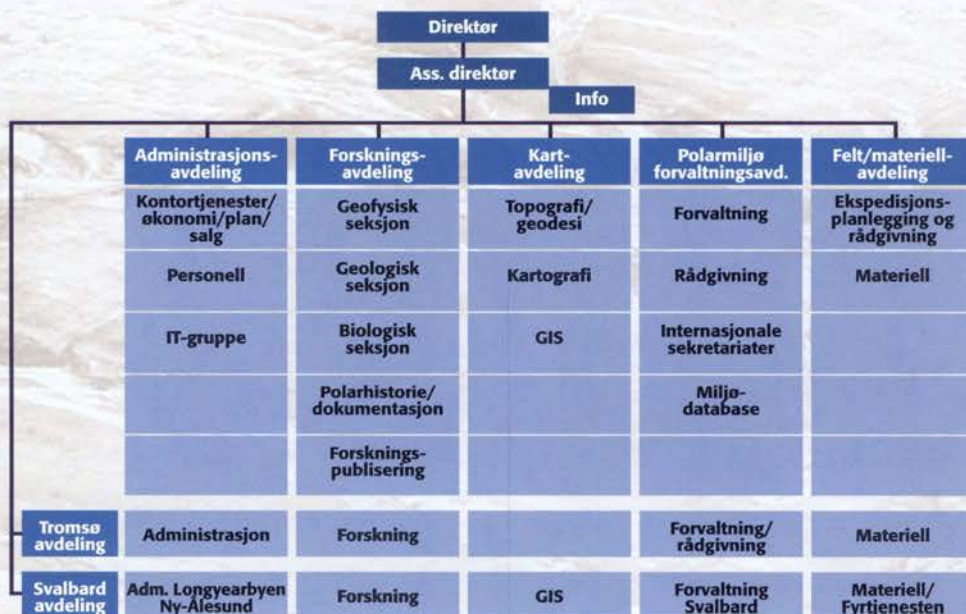 Direktør
Ass. direktør
Info
Administrasjons-
avdeling
Forsknings-
avdeling
Kart-
avdeling
Polarmiljø
forvaltningsavd.
Felt/materiell-
avdeling
Kontortjenester/
økonomi/plan/
salg
Geofysisk
seksjon
Topografi/
geodesi
Forvaltning
Ekspedisjons-
planlegging og
rådgivning
Personell
Geologisk
seksjon
Kartografi
Rådgivning
Materiell
IT-gruppe
Biologisk
seksjon
GIS
Internasjonale
sekretariater
Polarhistorie/
dokumentasjon
Miljø-
database
Forsknings-
publisering
Tromsø
avdeling
Administrasjon
Forskning
Forvaltning/
rådgivning
Materiell
Svalbard
avdeling
Adm. Longyearbyen
Ny-Ålesund
Forskning
GIS
Forvaltning
Svalbard
Materiell/
Fyrtjenesten